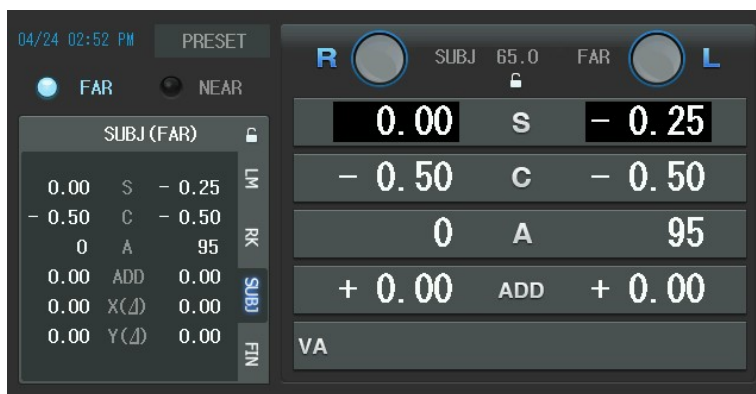 04/24 02:52 PM PRESET
FAR NEAR
SUBJ(FAR)
0.00 S - 0.25
- 0.50 C - 0.50
0 A 95
0.00 ADD 0.00
0.00 X(⊿) 0.00
0.00 Y(⊿) 0.00
LM
RK
SUBJ
FIN
R SUBJ 65.0 FAR L
0.00 S - 0.25
- 0.50 C - 0.50
0 A 95
+ 0.00 ADD + 0.00
VA